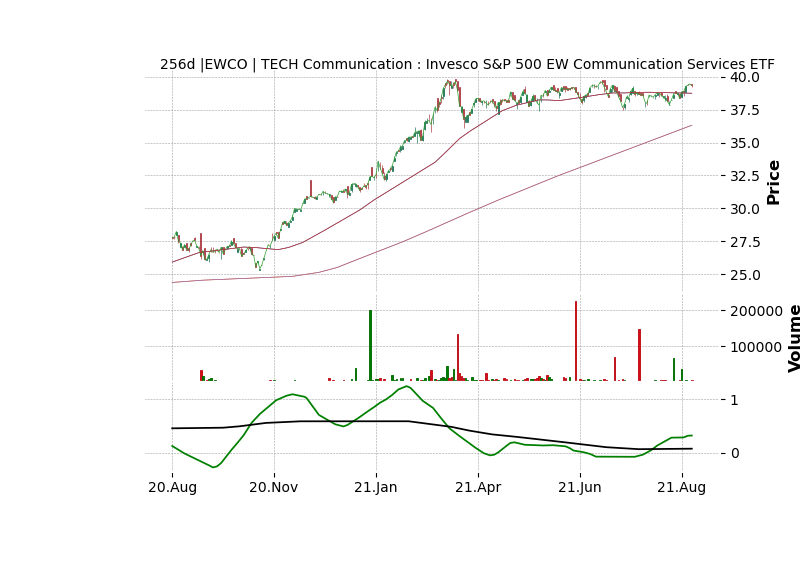 256d |EWCO | TECH Communication : Invesco S&P 500 EW Communication Services ETF
40.0
37.5
35.0
32.5
30.0
27.5
25.0
Price
200000
100000
Volume
1
0
20.Aug 20.Nov 21.Jan 21.Apr 21.Jun 21.Aug